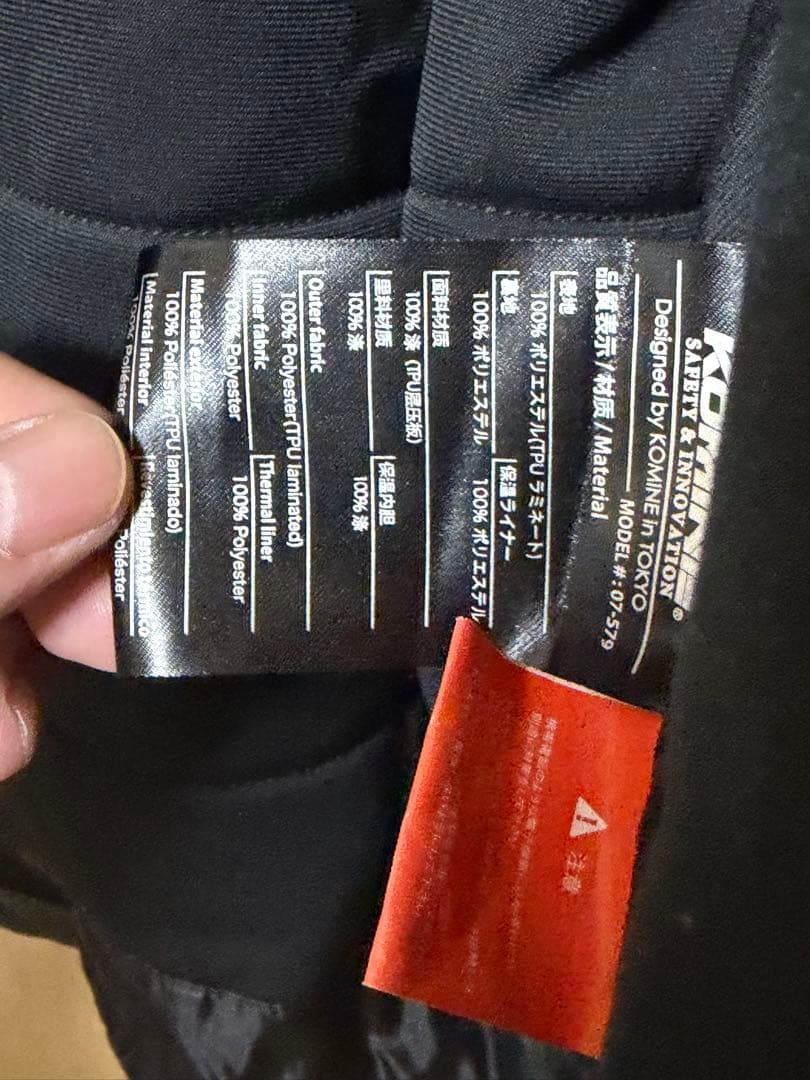 KOMINE®
SAFETY & INNOVATION
Designed by KOMINE in TOKYO
MODEL #: 07-579
品質表示/材质/Material
表地
100% ポリエステル(TPU ラミネート)
裏地
100% ポリエステル
保温ライナー
100% ポリエステル
面料材质
100% 涤 (TPU层压板)
里料材质
100% 涤
保温内胆
100% 涤
Outer fabric
100% Polyester(TPU laminated)
Inner fabric
100% Polyester
Thermal liner
100% Polyester
Material exterior
100% Poliéster(TPU laminado)
Material interior
100% Poliéster
Revestimiento térmico
Poliéster
注意